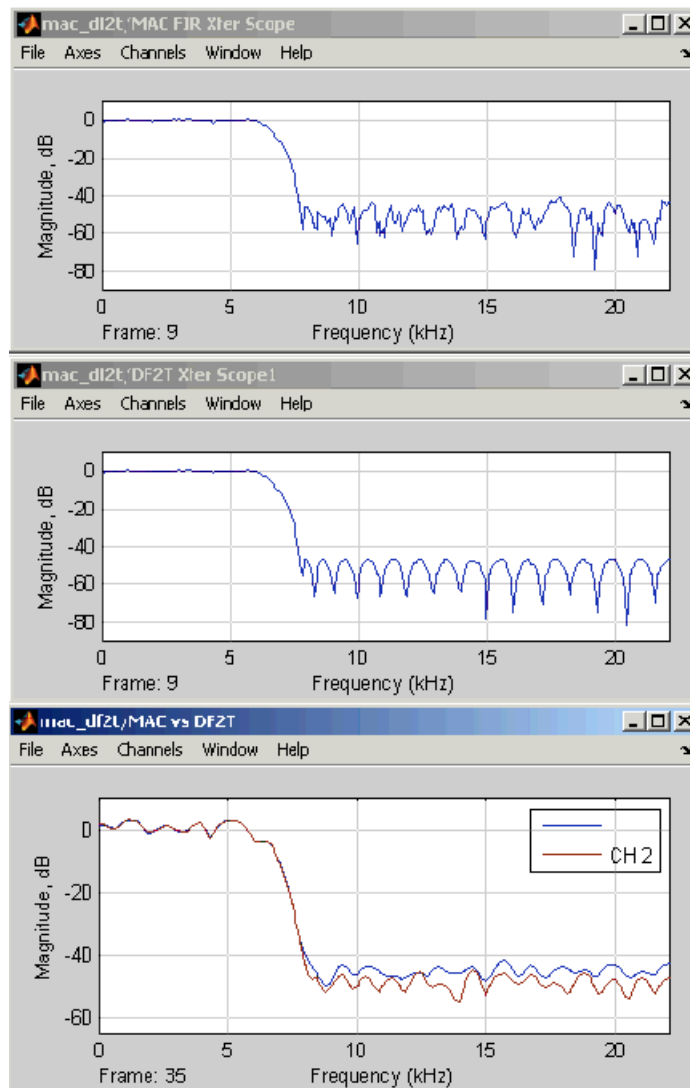 mac_df2t/MAC FIR Xfer Scope
File Axes Channels Window Help
Magnitude, dB
0
-20
-40
-60
-80
0 5 10 15 20
Frame: 9 Frequency (kHz)
mac_df2t/DF2T Xfer Scope1
File Axes Channels Window Help
Magnitude, dB
0
-20
-40
-60
-80
0 5 10 15 20
Frame: 9 Frequency (kHz)
mac_df2t/MAC vs DF2T
File Axes Channels Window Help
Magnitude, dB
0
-20
-40
-60
CH 2
0 5 10 15 20
Frame: 35 Frequency (kHz)